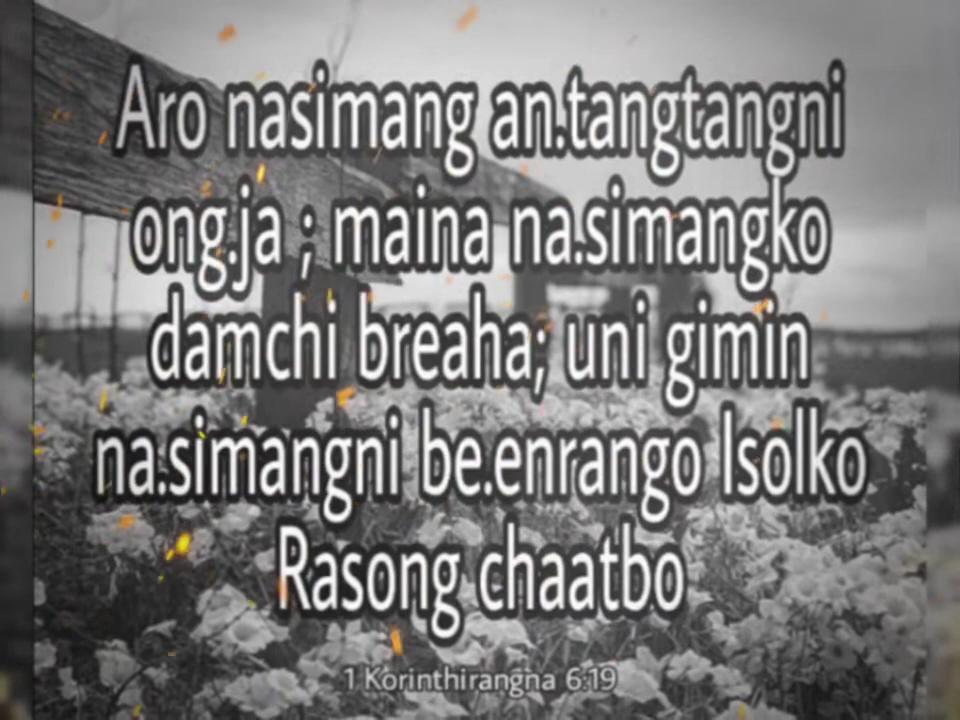 Aro nasimang an.tangtangni
ong.ja ; maina na.simangko
damchi breaha; uni gimin
na.simangni be.enrango Isolko
Rasong chaatbo
1 Korinthirangna 6:19